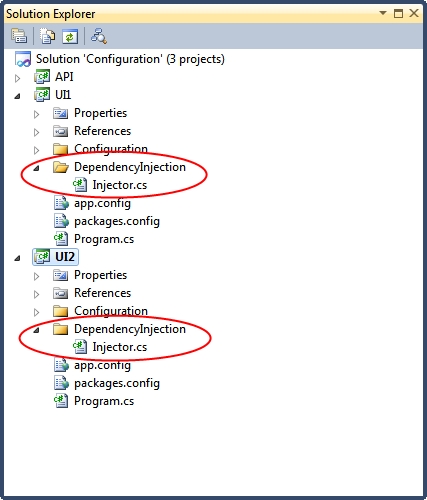 Solution Explorer
Solution 'Configuration' (3 projects)
API
UI1
Properties
References
Configuration
DependencyInjection
Injector.cs
app.config
packages.config
Program.cs
UI2
Properties
References
Configuration
DependencyInjection
Injector.cs
app.config
packages.config
Program.cs